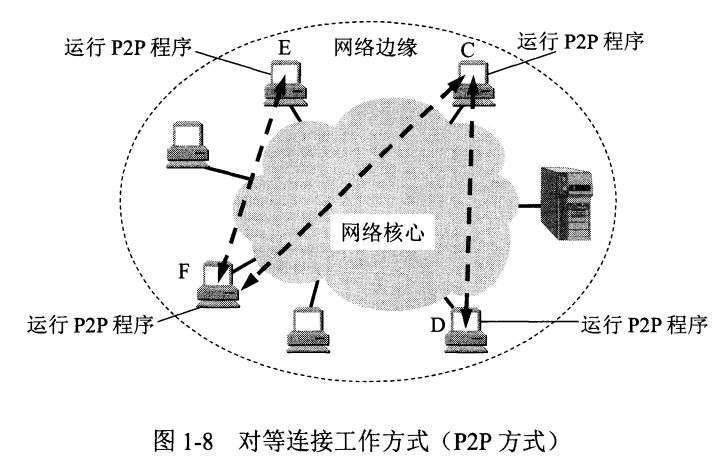 运行 P2P 程序
E
网络边缘
C
运行 P2P 程序
网络核心
F
运行 P2P 程序
D
运行 P2P 程序
图 1-8 对等连接工作方式（P2P 方式）